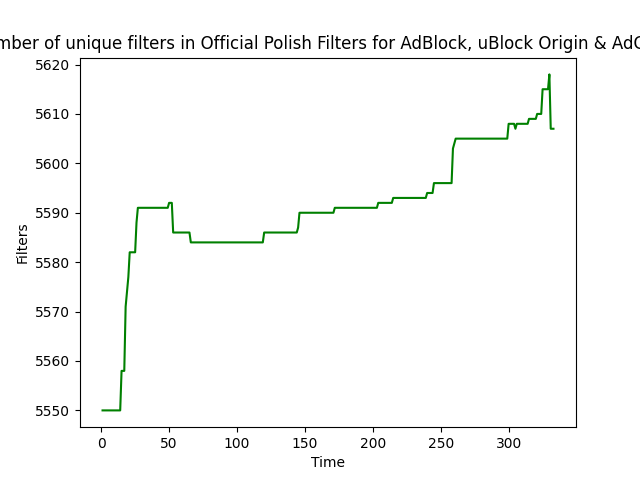 mber of unique filters in Official Polish Filters for AdBlock, uBlock Origin & AdG
5620
5610
5600
5590
5580
5570
5560
5550
Filters
0 50 100 150 200 250 300
Time